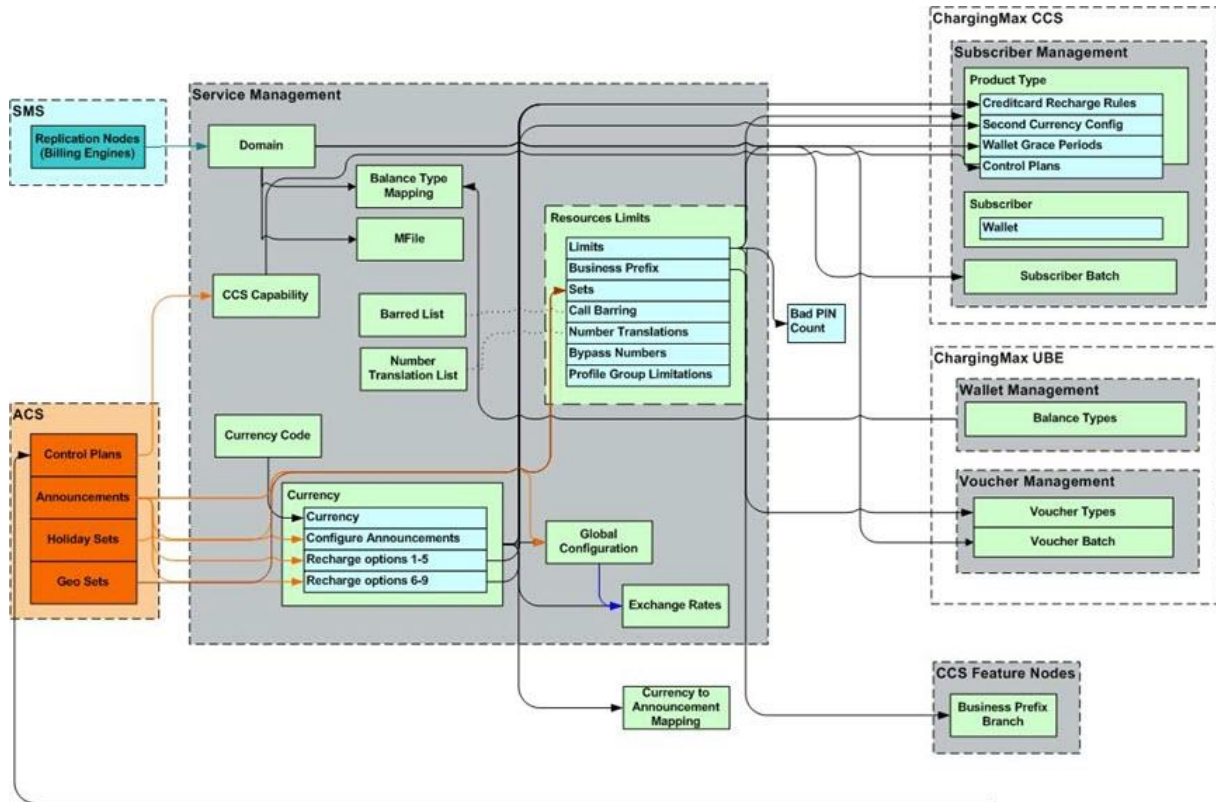 SMS
Replication Nodes
(Billing Engines)
ACS
Control Plans
Announcements
Holiday Sets
Geo Sets
Service Management
Domain
Balance Type
Mapping
MFile
CCS Capability
Barred List
Number
Translation List
Currency Code
Currency
Currency
Configure Announcements
Recharge options 1-5
Recharge options 6-9
Resources Limits
Limits
Business Prefix
Sets
Call Barring
Number Translations
Bypass Numbers
Profile Group Limitations
Global
Configuration
Exchange Rates
Bad PIN
Count
Currency to
Announcement
Mapping
ChargingMax CCS
Subscriber Management
Product Type
Creditcard Recharge Rules
Second Currency Config
Wallet Grace Periods
Control Plans
Subscriber
Wallet
Subscriber Batch
ChargingMax UBE
Wallet Management
Balance Types
Voucher Management
Voucher Types
Voucher Batch
CCS Feature Nodes
Business Prefix
Branch